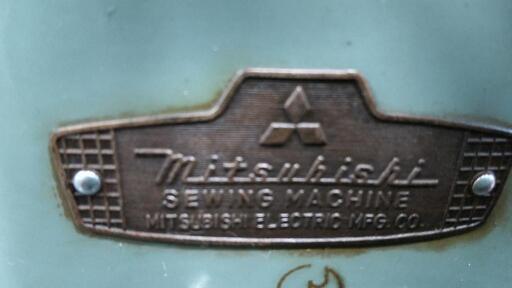 Mitsubishi
SEWING MACHINE
MITSUBISHI ELECTRIC MFG. CO.